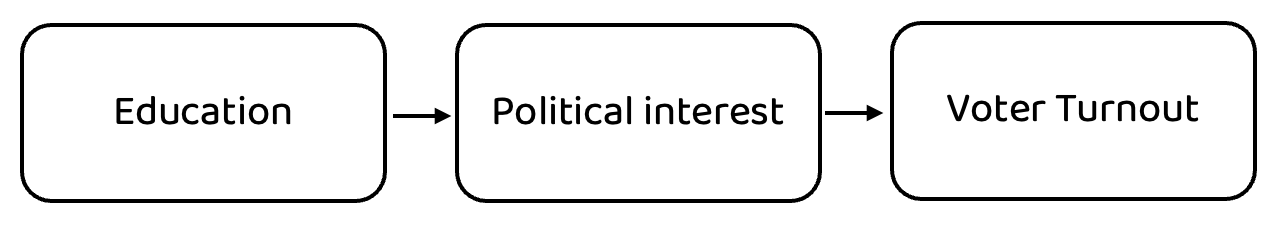 Education
Political interest
Voter Turnout